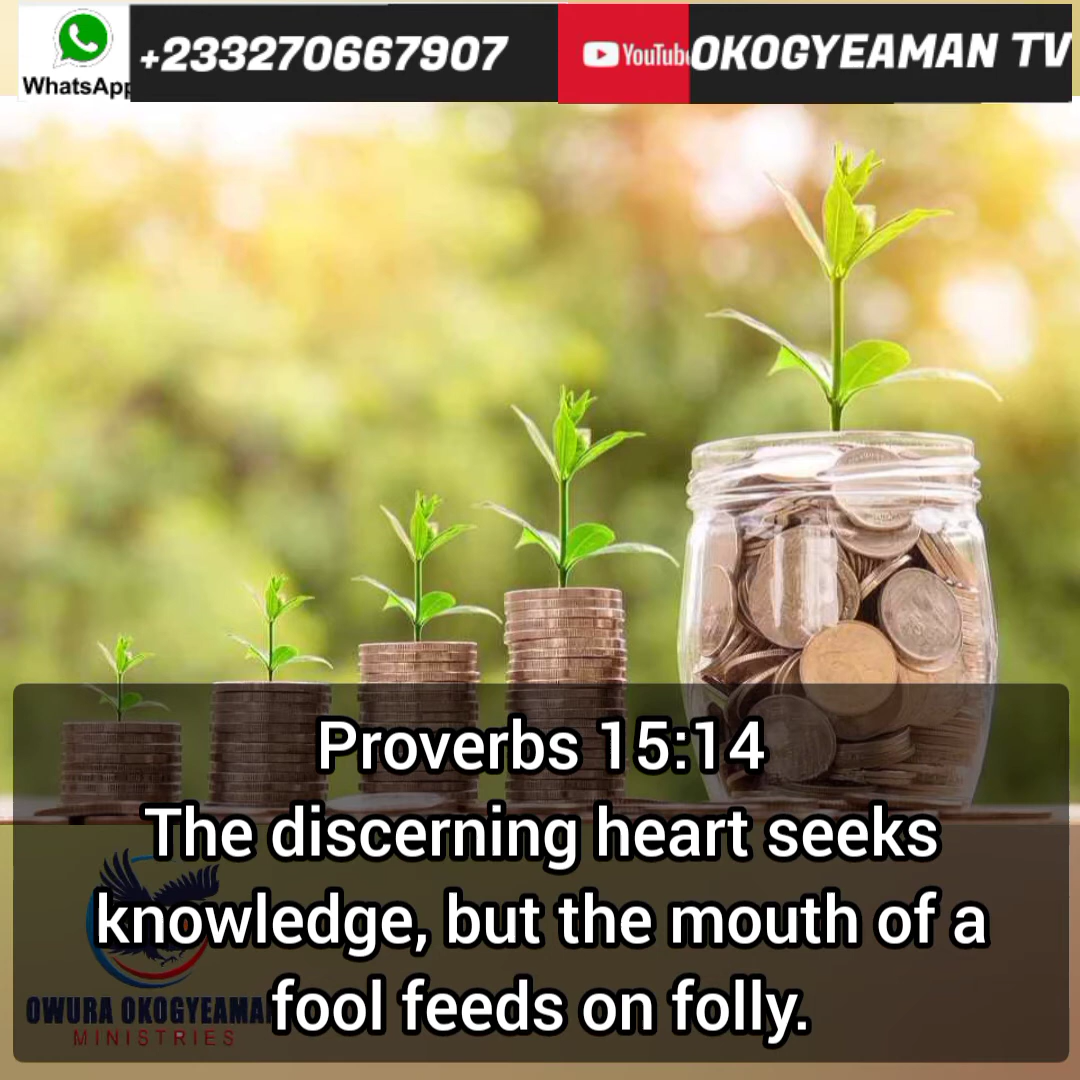 WhatsApp
+233270667907
YouTube
OKOGYEAMAN TV
Proverbs 15:14
The discerning heart seeks
knowledge, but the mouth of a
fool feeds on folly.
OWURA OKOGYEAMAN
MINISTRIES